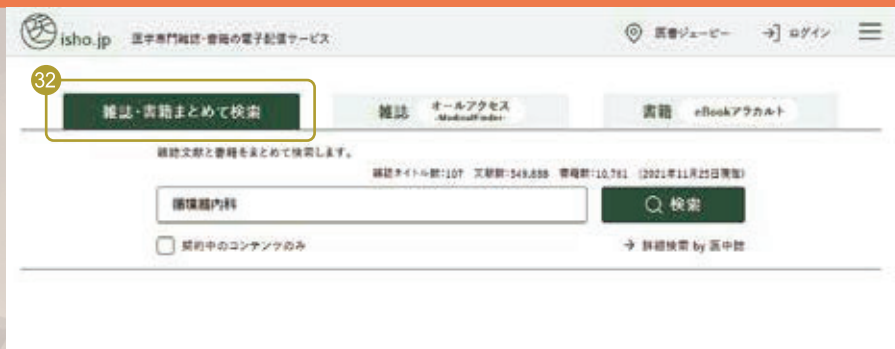 isho.jp 医学専門雑誌・書籍の電子配信サービス 医書ジェーピー ログイン
32
雑誌・書籍まとめて検索 雑誌 オールアクセス -MedicalFinder- 書籍 eBookアラカルト
雑誌文献と書籍をまとめて検索します。
雑誌タイトル数:107 文献数:549,888 書籍数:10,761 (2021年11月25日現在)
循環器内科 検索
契約中のコンテンツのみ → 詳細検索 by 医中誌